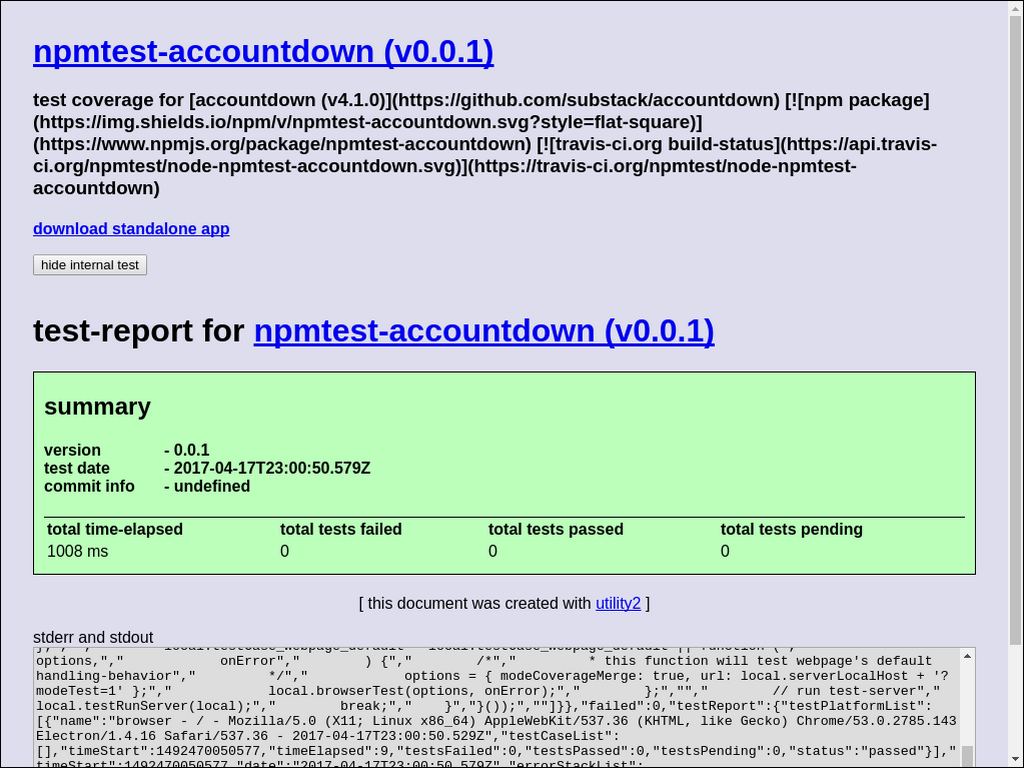 npmtest-accountdown (v0.0.1)
test coverage for [accountdown (v4.1.0)](https://github.com/substack/accountdown) [![npm package]
(https://img.shields.io/npm/v/npmtest-accountdown.svg?style=flat-square)]
(https://www.npmjs.org/package/npmtest-accountdown) [![travis-ci.org build-status](https://api.travis-
ci.org/npmtest/node-npmtest-accountdown.svg)](https://travis-ci.org/npmtest/node-npmtest-
accountdown)
download standalone app
hide internal test
test-report for npmtest-accountdown (v0.0.1)
summary
version - 0.0.1
test date - 2017-04-17T23:00:50.579Z
commit info - undefined
total time-elapsed total tests failed total tests passed total tests pending
1008 ms 0 0 0
[ this document was created with utility2 ]
stderr and stdout
options,"," onError"," ) {"," /*"," * this function will test webpage's default
handling-behavior"," */"," options = { modeCoverageMerge: true, url: local.serverLocalHost + '?
modeTest=1' };"," local.browserTest(options, onError);"," };",""," // run test-server","
local.testRunServer(local);"," break;"," }","}());",""]}},"failed":0,"testReport":{"testPlatformList":
[{"name":"browser - / - Mozilla/5.0 (X11; Linux x86_64) AppleWebKit/537.36 (KHTML, like Gecko) Chrome/53.0.2785.143
Electron/1.4.16 Safari/537.36 - 2017-04-17T23:00:50.529Z","testCaseList":
[],"timeStart":1492470050577,"timeElapsed":9,"testsFailed":0,"testsPassed":0,"testsPending":0,"status":"passed"}],"
timeStart":1492470050577,"date":"2017-04-17T23:00:50.579Z","errorStackList":